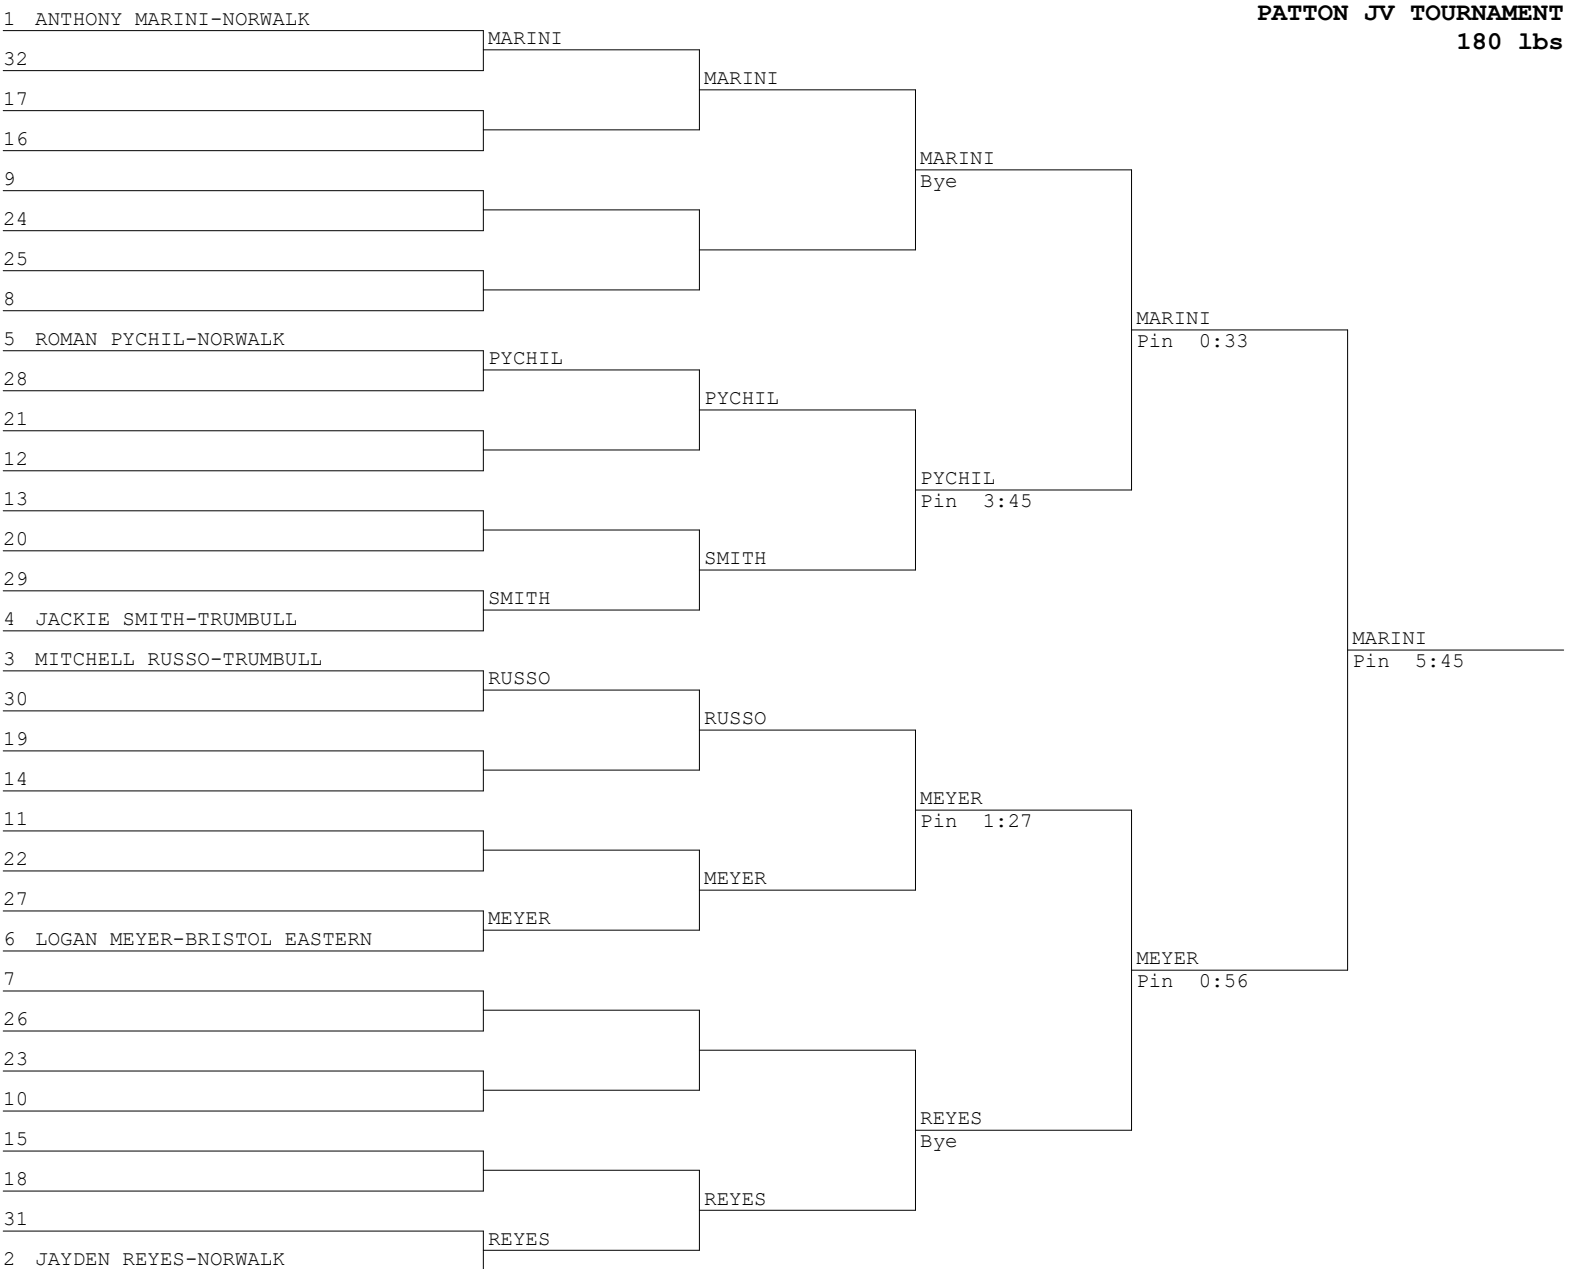 PATTON JV TOURNAMENT
180 lbs
1 ANTHONY MARINI-NORWALK
MARINI
32
MARINI
17
16
MARINI
9
Bye
24
25
8
MARINI
5 ROMAN PYCHIL-NORWALK
Pin 0:33
PYCHIL
28
PYCHIL
21
12
PYCHIL
13
Pin 3:45
20
SMITH
29
SMITH
4 JACKIE SMITH-TRUMBULL
MARINI
3 MITCHELL RUSSO-TRUMBULL
Pin 5:45
RUSSO
30
RUSSO
19
14
MEYER
11
Pin 1:27
22
MEYER
27
MEYER
6 LOGAN MEYER-BRISTOL EASTERN
MEYER
7
Pin 0:56
26
23
10
REYES
15
Bye
18
REYES
31
REYES
2 JAYDEN REYES-NORWALK